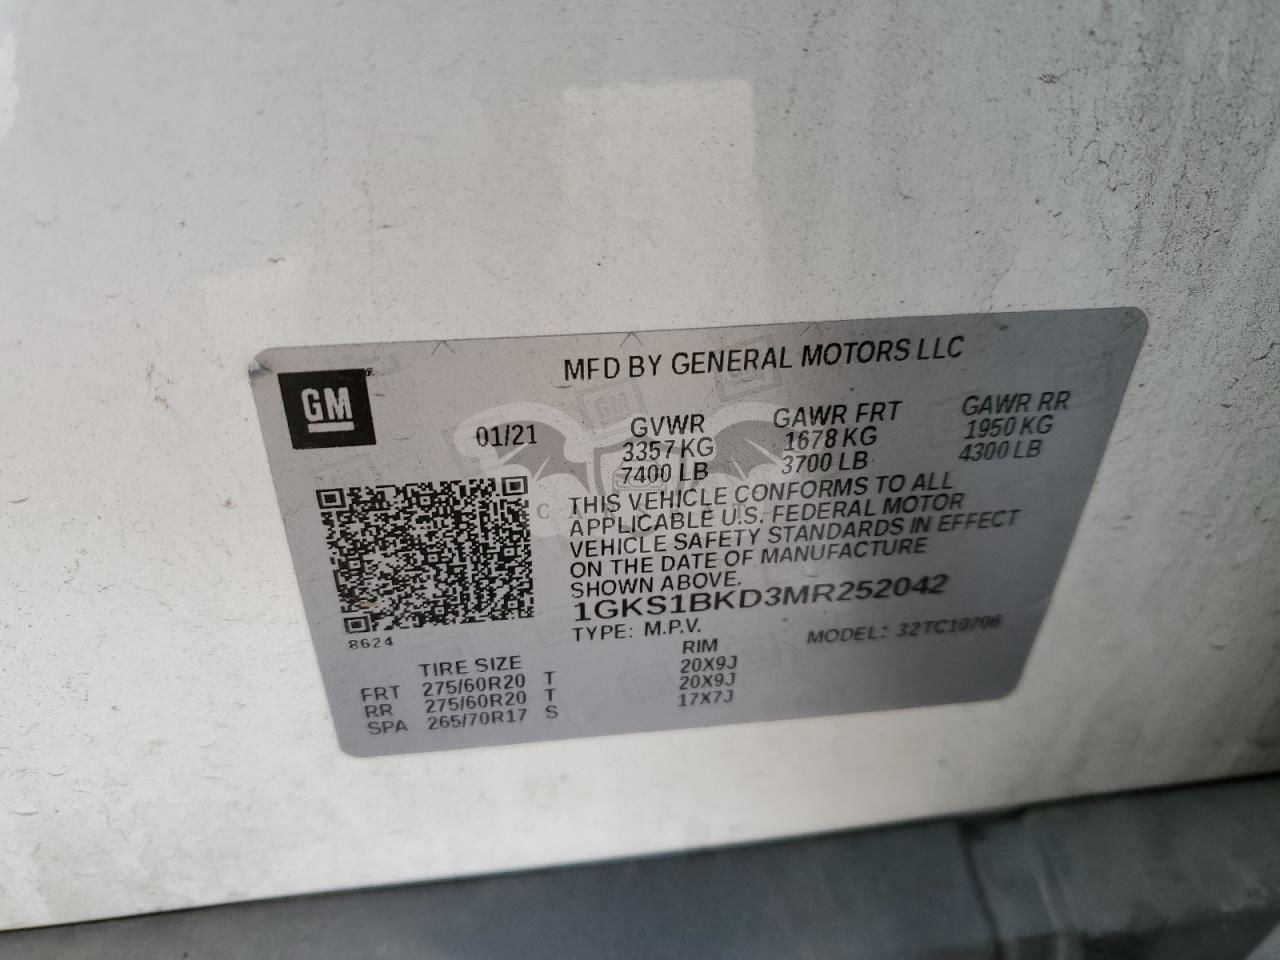 MFD BY GENERAL MOTORS LLC
GM
01/21
GVWR GAWR FRT GAWR RR
3357 KG 1678 KG 1950 KG
7400 LB 3700 LB 4300 LB
THIS VEHICLE CONFORMS TO ALL
APPLICABLE U.S. FEDERAL MOTOR
VEHICLE SAFETY STANDARDS IN EFFECT
ON THE DATE OF MANUFACTURE
SHOWN ABOVE.
1GKS1BKD3MR252042
8624
TYPE: M.P.V. MODEL: 32TC10706
TIRE SIZE RIM
FRT 275/60R20 T 20X9J
RR 275/60R20 T 20X9J
SPA 265/70R17 S 17X7J